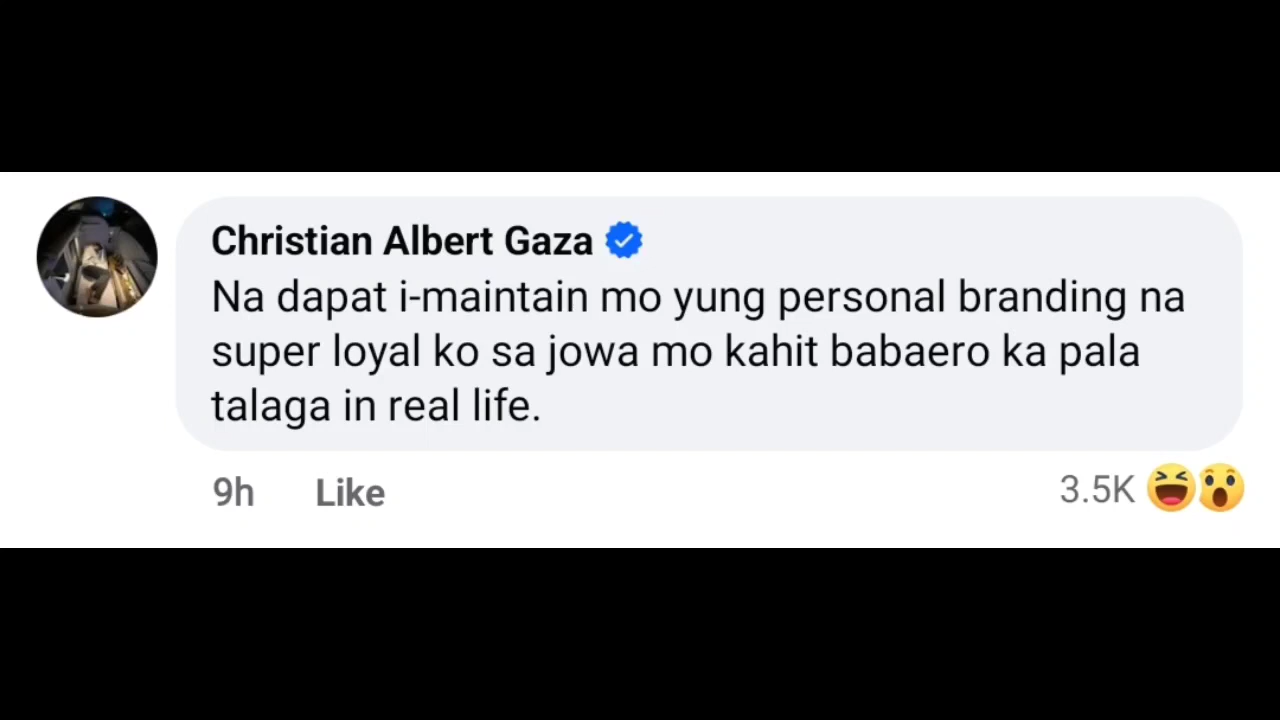 Christian Albert Gaza
Na dapat i-maintain mo yung personal branding na
super loyal ko sa jowa mo kahit babaero ka pala
talaga in real life.
9h Like 3.5K